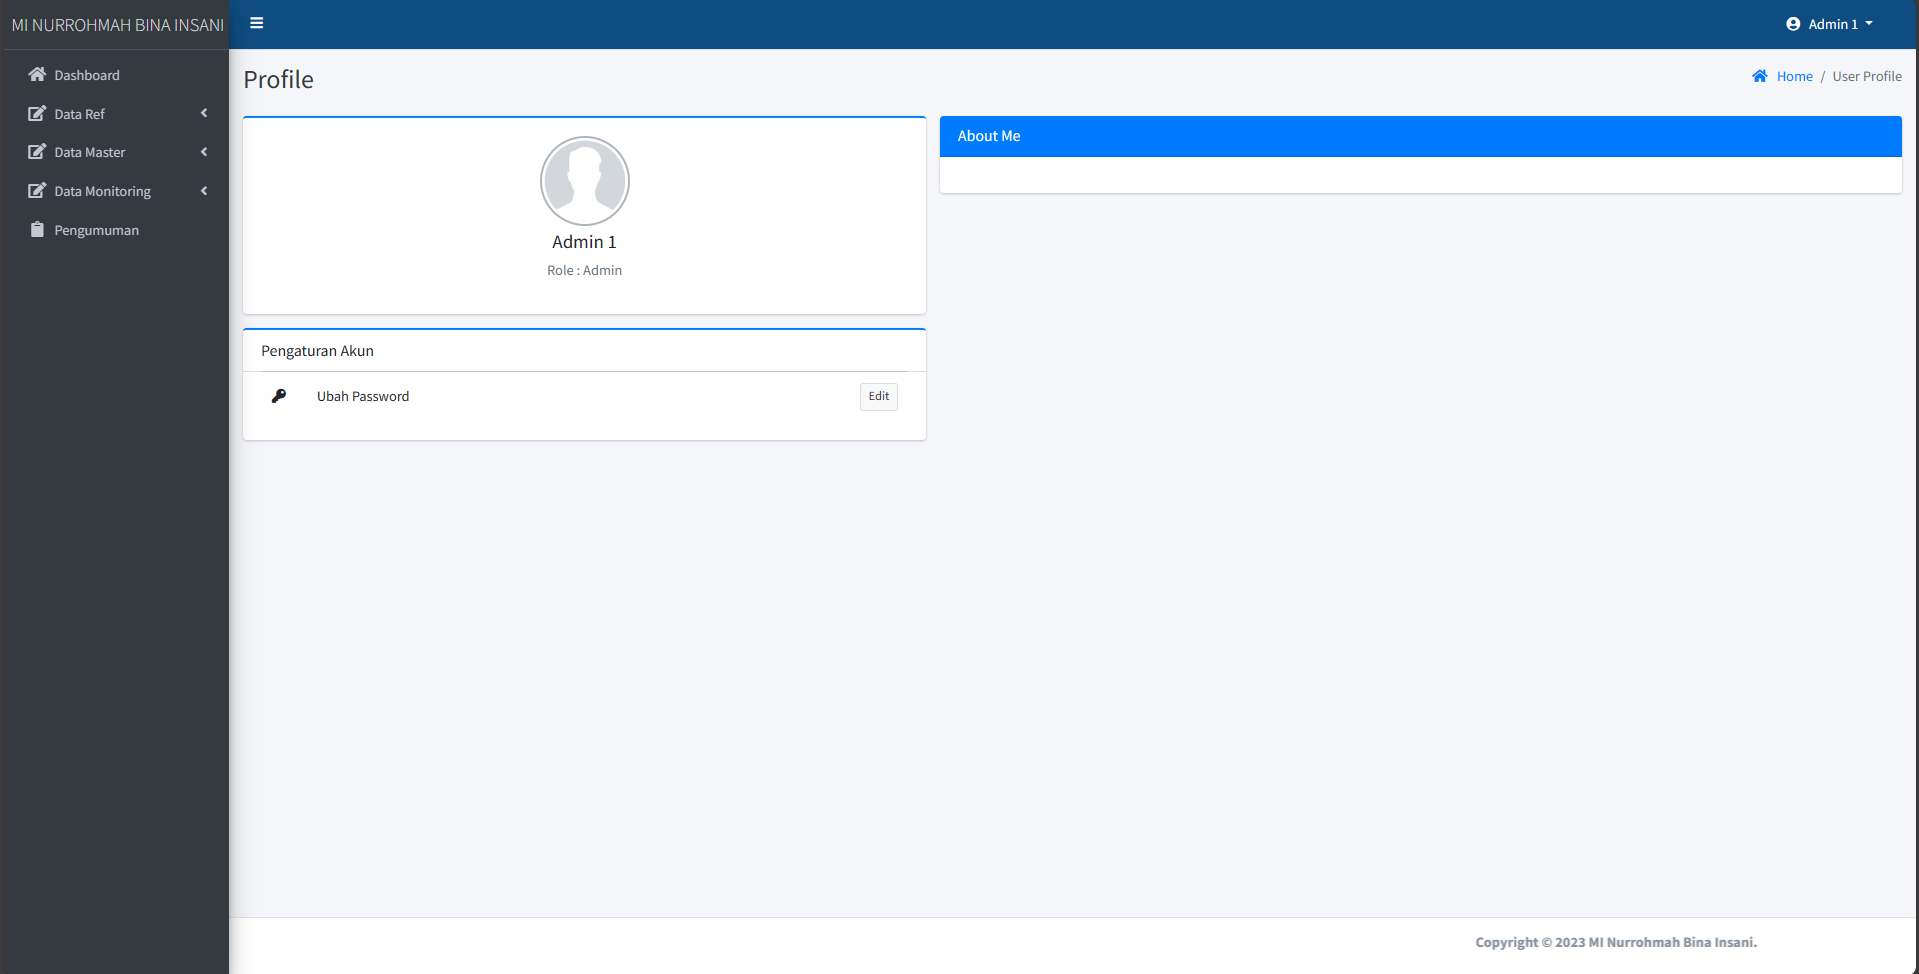 MI NURROHMAH BINA INSANI
Admin 1
Dashboard
Data Ref
Data Master
Data Monitoring
Pengumuman
Profile
Home / User Profile
Admin 1
Role : Admin
About Me
Pengaturan Akun
Ubah Password
Edit
Copyright © 2023 MI Nurrohmah Bina Insani.